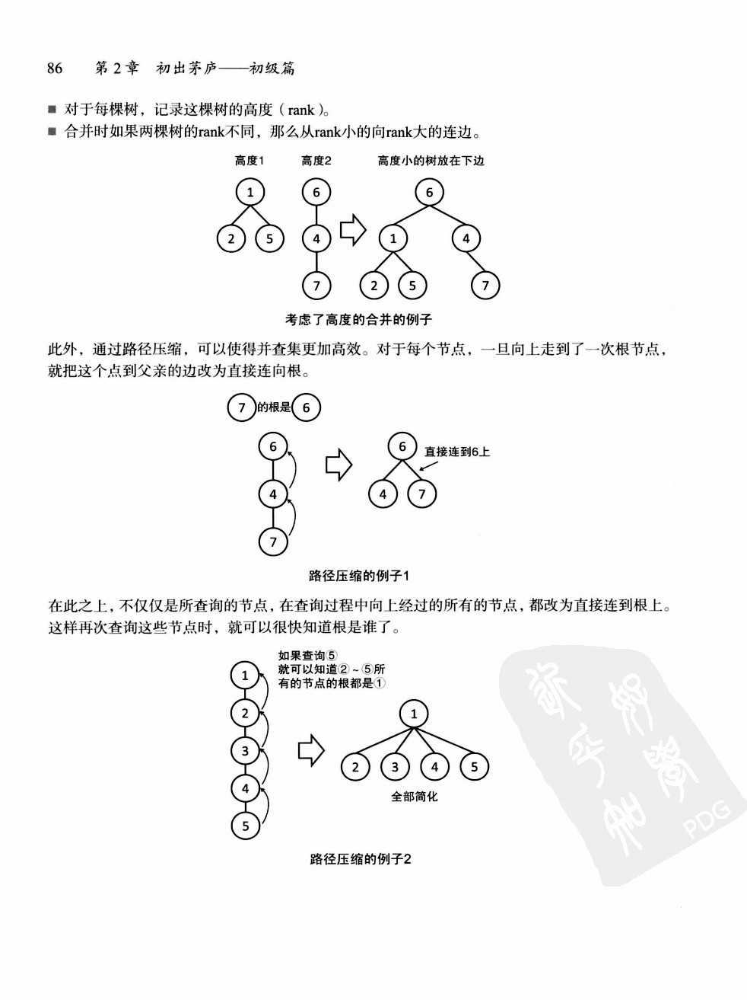 86 第2章 初出茅庐——初级篇
■ 对于每棵树，记录这棵树的高度（rank）。
■ 合并时如果两棵树的rank不同，那么从rank小的向rank大的连边。
高度1 高度2 高度小的树放在下边
1 6 6
2 5 4 1 4
7 2 5 7
考虑了高度的合并的例子
此外，通过路径压缩，可以使得并查集更加高效。对于每个节点，一旦向上走到了一次根节点，
就把这个点到父亲的边改为直接连向根。
7的根是6
6 6 直接连到6上
4 4 7
7
路径压缩的例子1
在此之上，不仅仅是所查询的节点，在查询过程中向上经过的所有的节点，都改为直接连到根上。
这样再次查询这些节点时，就可以很快知道根是谁了。
如果查询⑤
就可以知道②~⑤所
有的节点的根都是①
1
2 1
3 2 3 4 5
4 全部简化
5
路径压缩的例子2
PDG